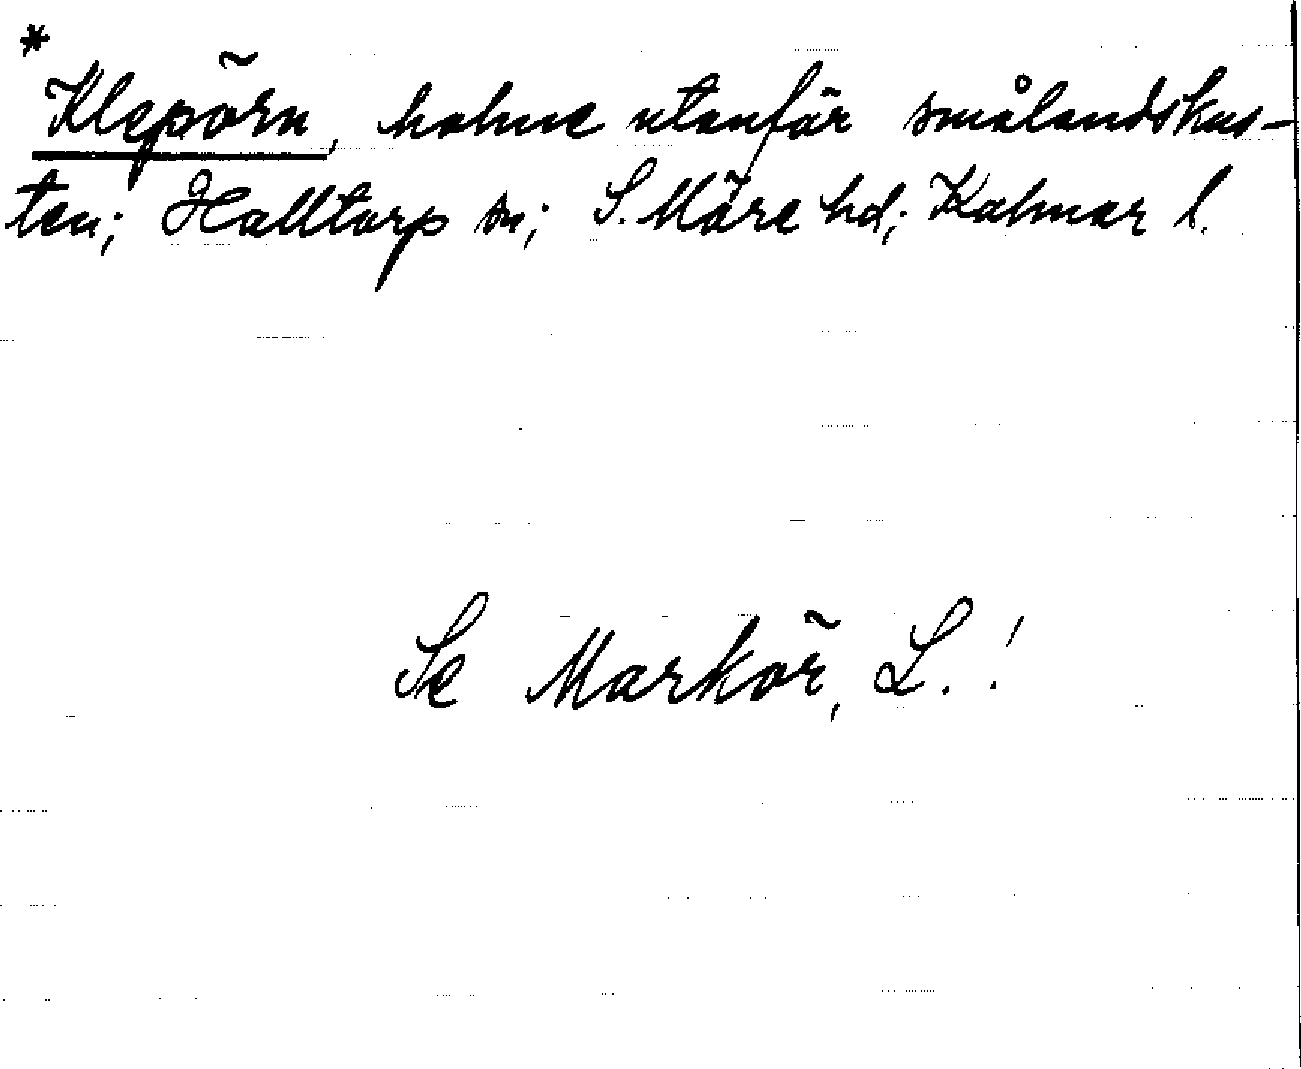 *
Klepörn, holme utanför smålandskus-
ten; Halltorp sn; S. Möre hd; Kalmar l.
Se Markör, L.!